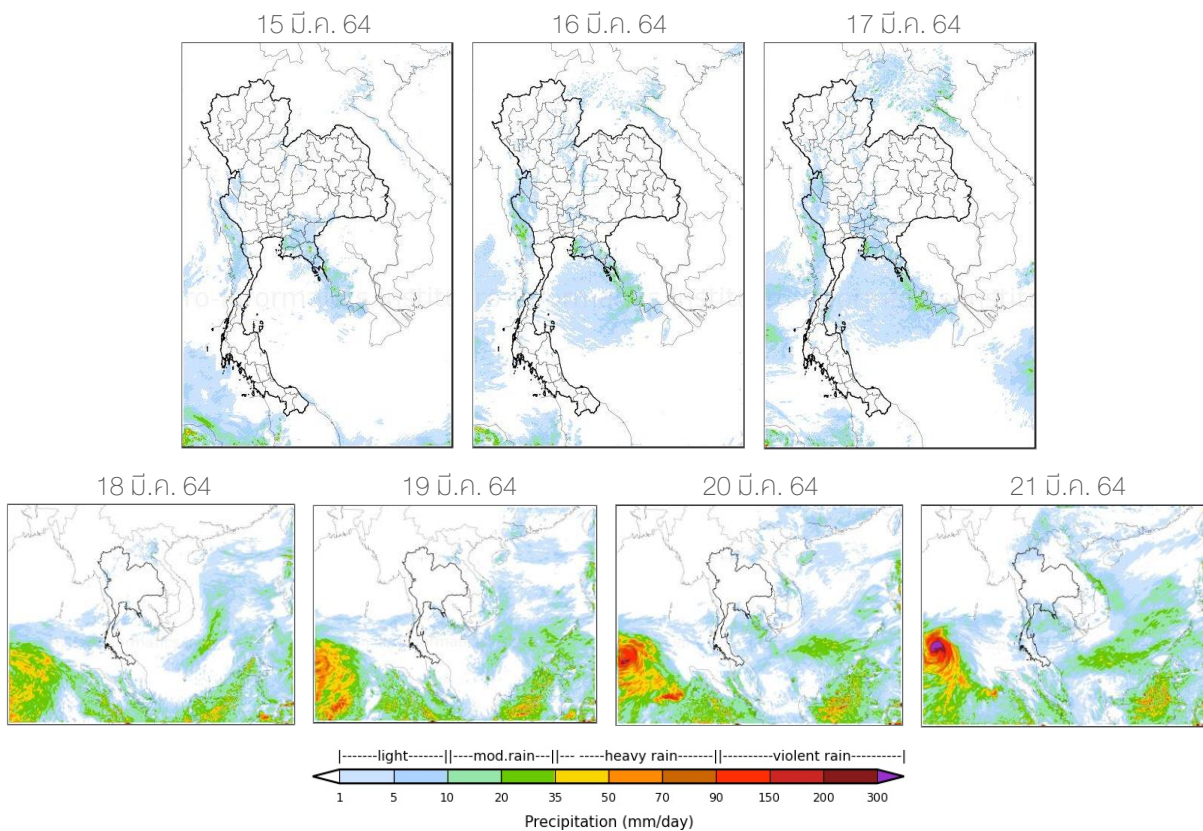 15 มี.ค. 64
16 มี.ค. 64
17 มี.ค. 64
18 มี.ค. 64
19 มี.ค. 64
20 มี.ค. 64
21 มี.ค. 64
|------light-------||----mod.rain---||--- ----heavy rain-------||--------violent rain-----------|
1 5 10 20 35 50 70 90 150 200 300
Precipitation (mm/day)